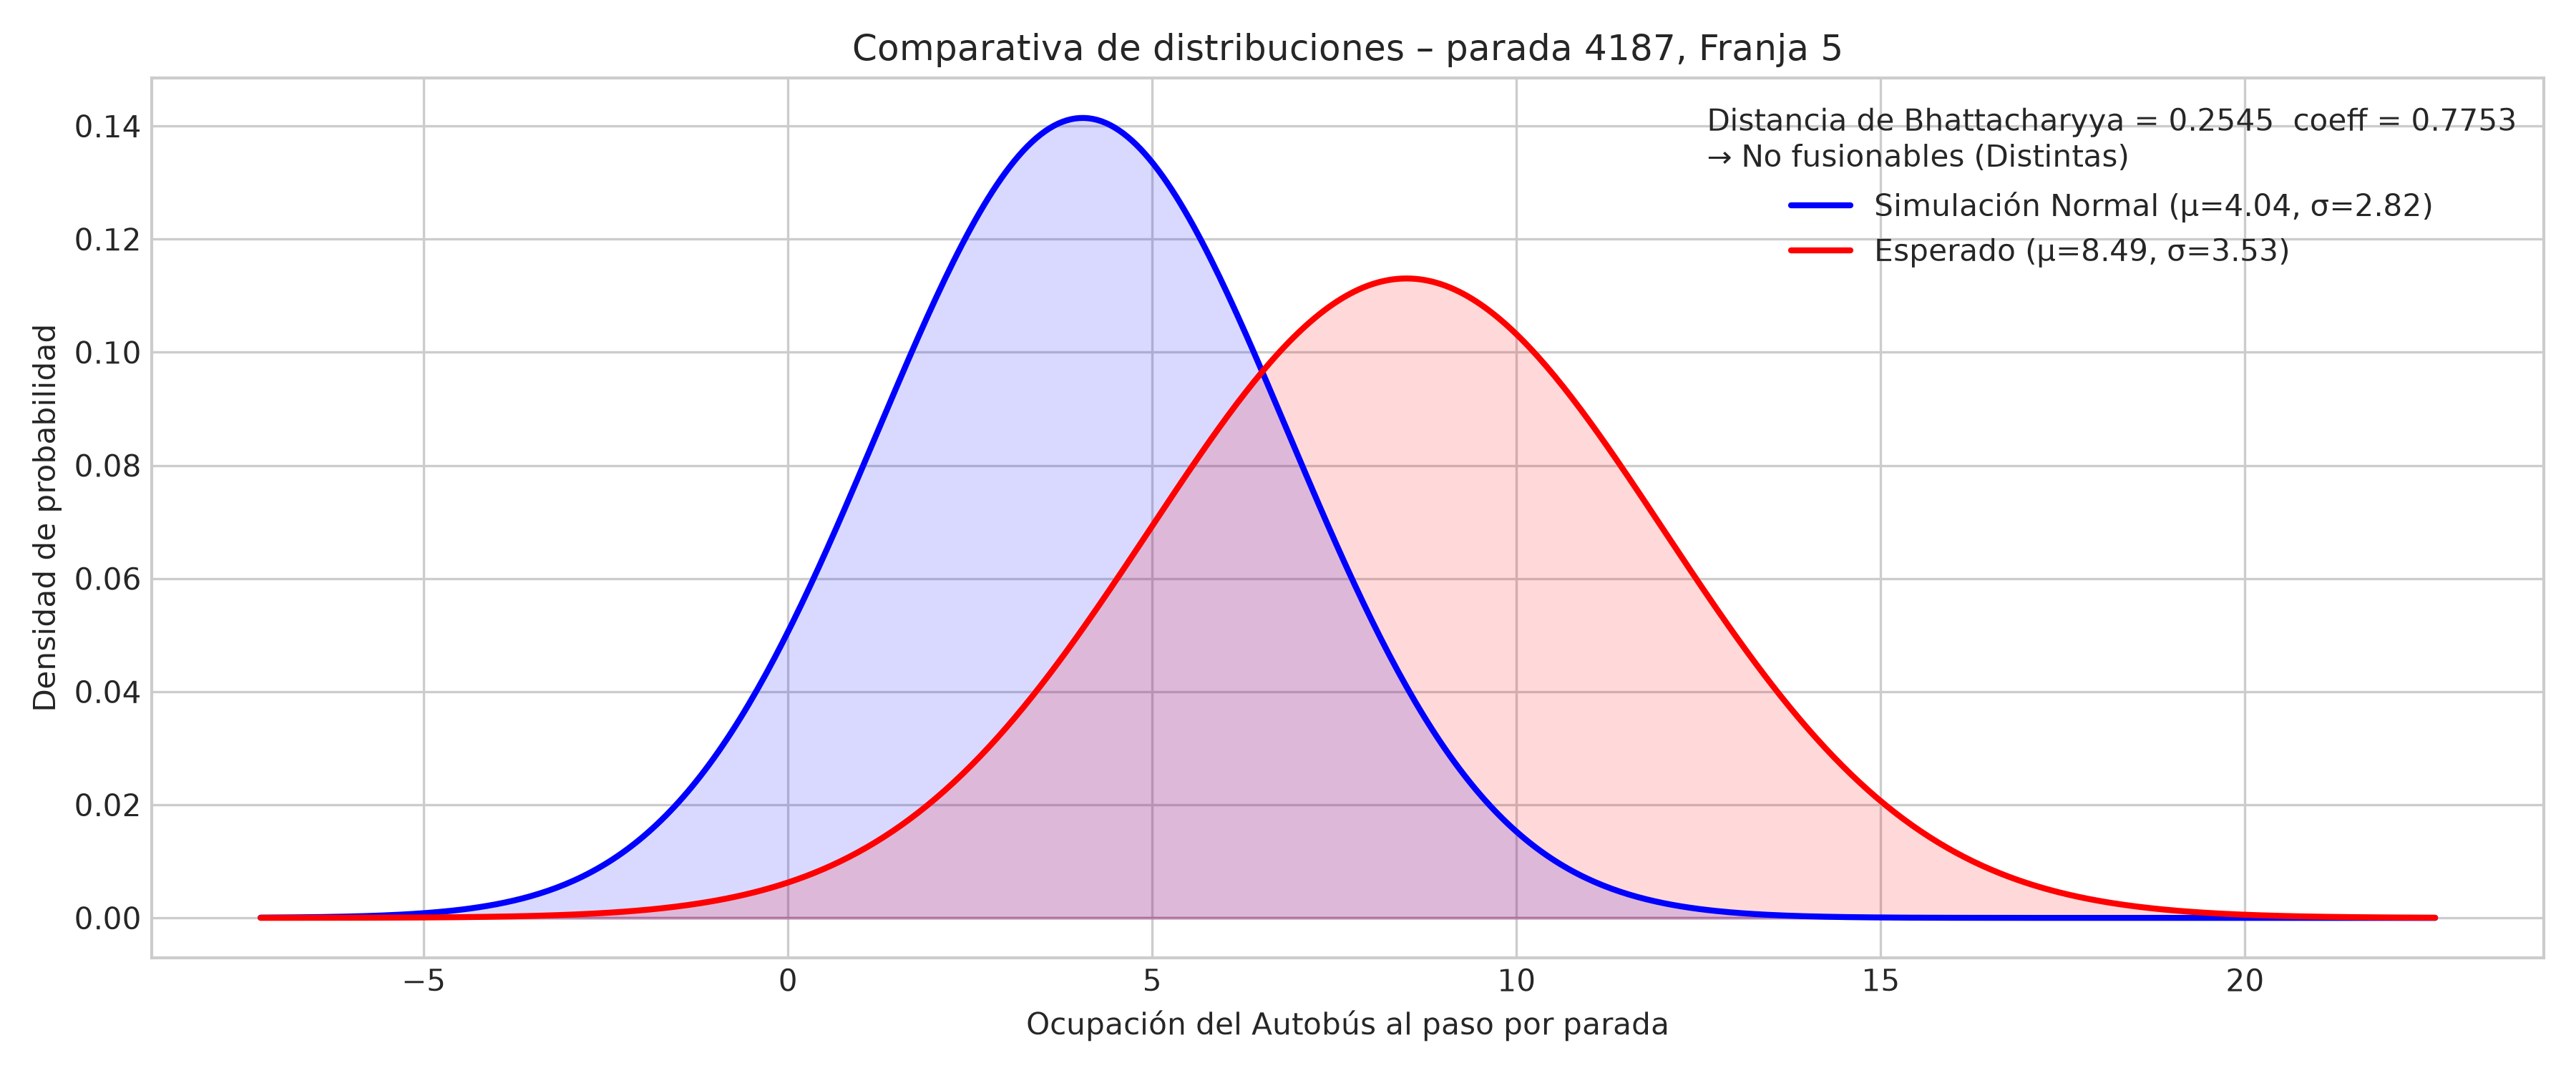 Comparativa de distribuciones – parada 4187, Franja 5
Distancia de Bhattacharyya = 0.2545  coeff = 0.7753
→ No fusionables (Distintas)
Simulación Normal (μ=4.04, σ=2.82)
Esperado (μ=8.49, σ=3.53)
Densidad de probabilidad
0.14
0.12
0.10
0.08
0.06
0.04
0.02
0.00
−5 0 5 10 15 20
Ocupación del Autobús al paso por parada